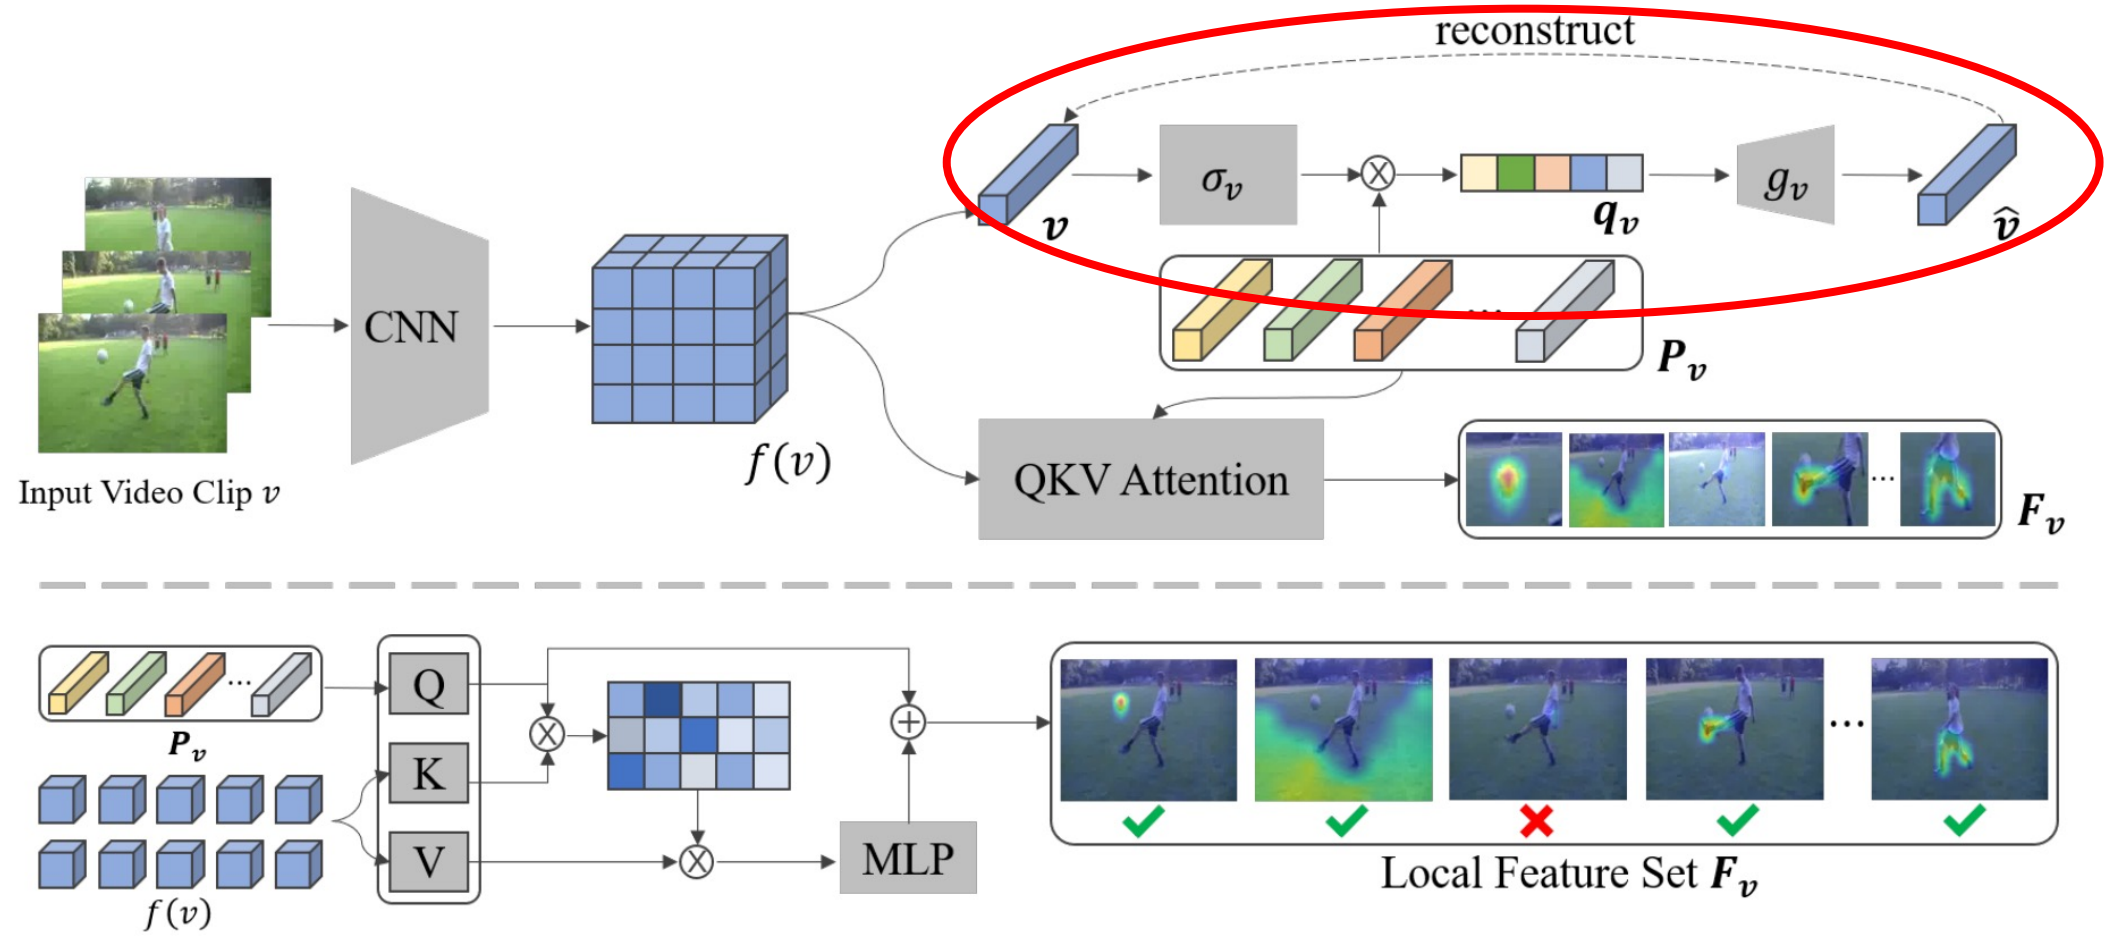 reconstruct
σᵥ
qᵥ
gᵥ
v
v̂
CNN
Pᵥ
f(v)
QKV Attention
Input Video Clip v
...
Fᵥ
Q
...
Pᵥ
K
...
V
MLP
f(v)
Local Feature Set Fᵥ